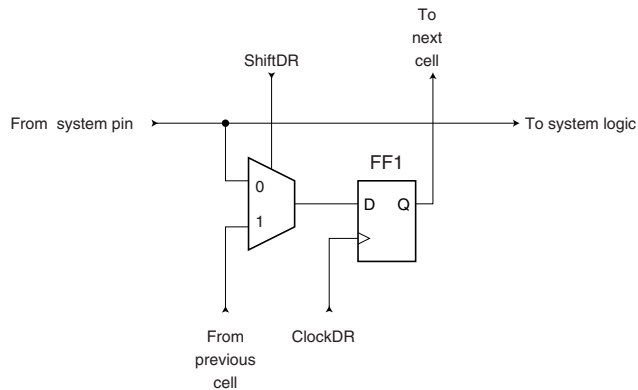 To
next
cell
ShiftDR
From system pin
To system logic
FF1
0
D Q
1
From
previous
cell
ClockDR